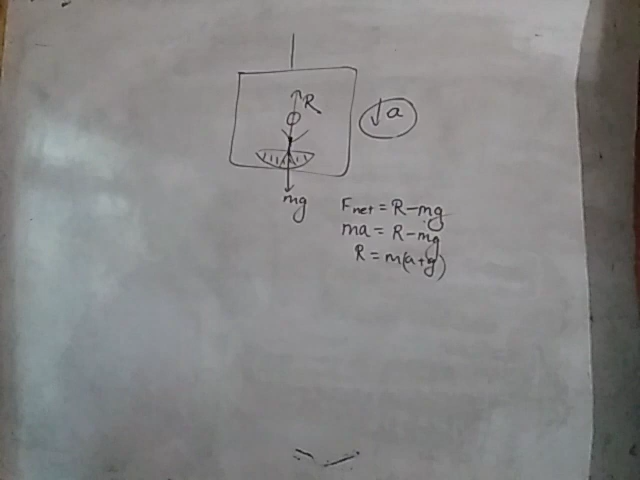 R
↓a
mg
Fnet = R-mg
ma = R-mg
R = m(a+g)